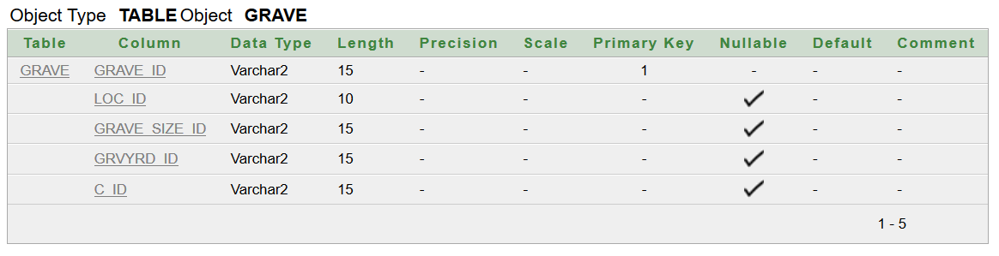 Object Type TABLE Object GRAVE
Table Column Data Type Length Precision Scale Primary Key Nullable Default Comment
GRAVE GRAVE_ID Varchar2 15 - - 1 - - -
LOC_ID Varchar2 10 - - - ✓ - -
GRAVE_SIZE_ID Varchar2 15 - - - ✓ - -
GRVYRD_ID Varchar2 15 - - - ✓ - -
C_ID Varchar2 15 - - - ✓ - -
1 - 5